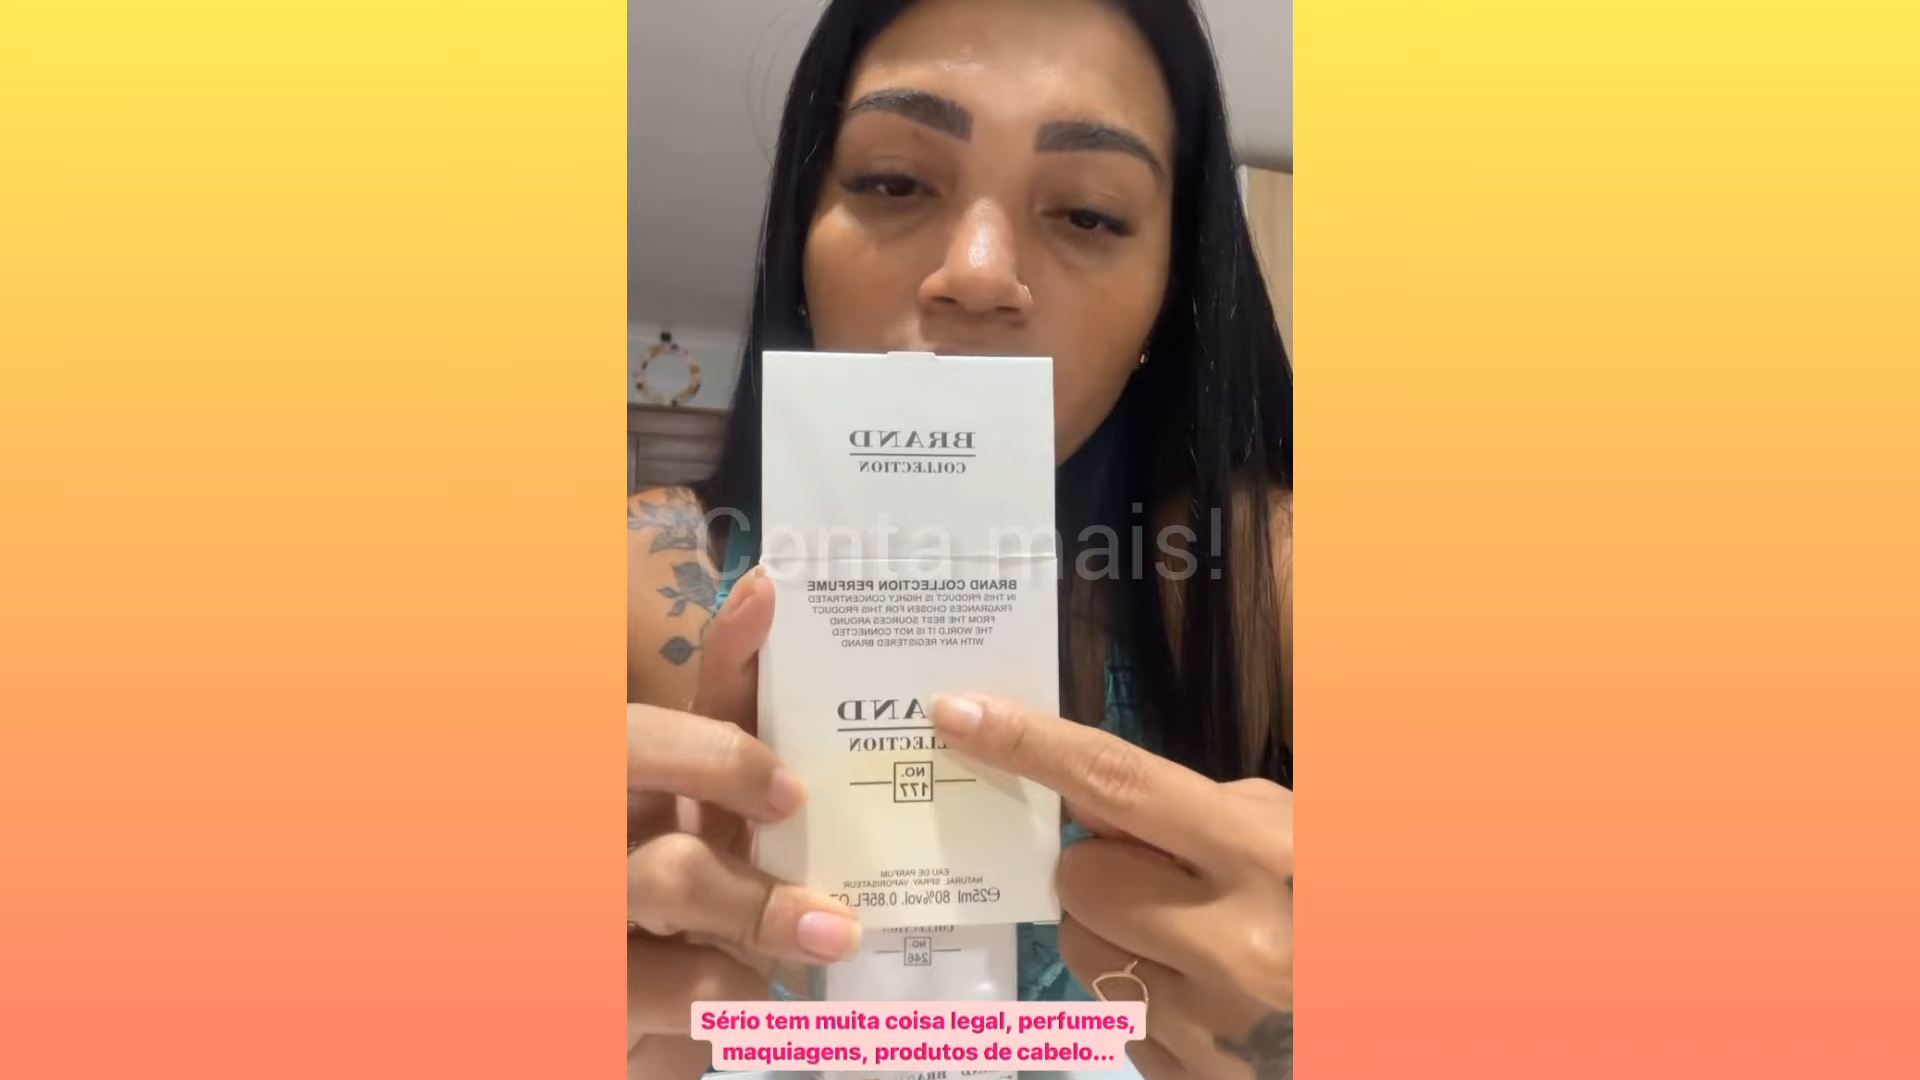 BRAND
COLLECTION
Conta mais!
BRAND COLLECTION PERFUME
IN THIS PRODUCT IS HIGHLY CONCENTRATED
FRAGRANCES CHOSEN FOR THIS PRODUCT
FROM THE BEST SOURCES AROUND
THE WORLD IT IS NOT CONNECTED
WITH ANY REGISTERED BRAND
AND
LLECTION
NO.
177
EAU DE PARFUM
NATURAL SPRAY VAPORISATEUR
℮25ml 80%vol. 0.85FL.O
NO.
246
Sério tem muita coisa legal, perfumes,
maquiagens, produtos de cabelo...